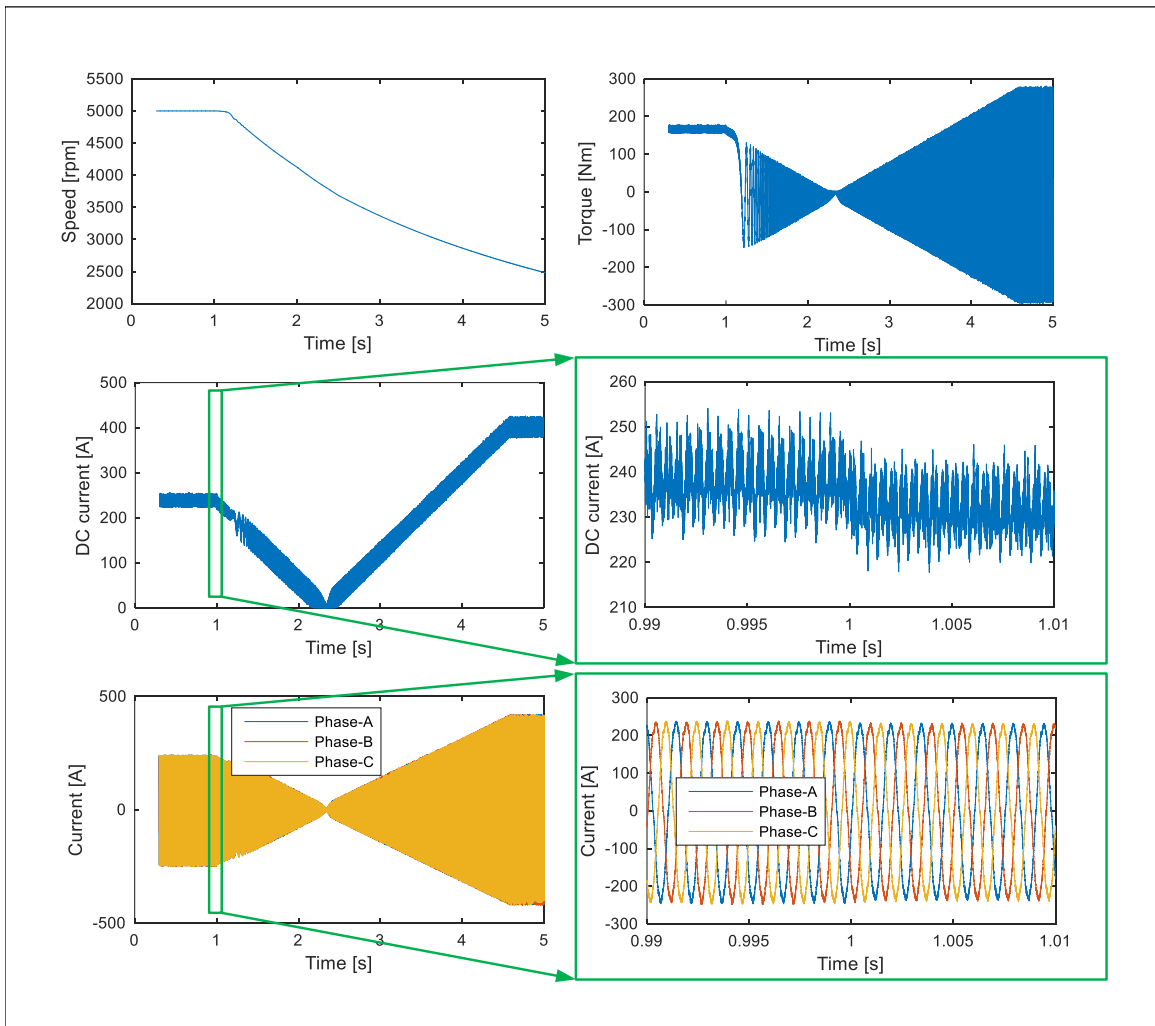 5500
5000
4500
4000
3500
3000
2500
2000
Speed [rpm]
0 1 2 3 4 5
Time [s]
300
200
100
0
-100
-200
-300
Torque [Nm]
0 1 2 3 4 5
Time [s]
500
400
300
200
100
0
DC current [A]
0 1 2 3 4 5
Time [s]
260
250
240
230
220
210
DC current [A]
0.99 0.995 1 1.005 1.01
Time [s]
500
0
-500
Current [A]
Phase-A
Phase-B
Phase-C
0 1 2 3 4 5
Time [s]
300
200
100
0
-100
-200
-300
Current [A]
Phase-A
Phase-B
Phase-C
0.99 0.995 1 1.005 1.01
Time [s]